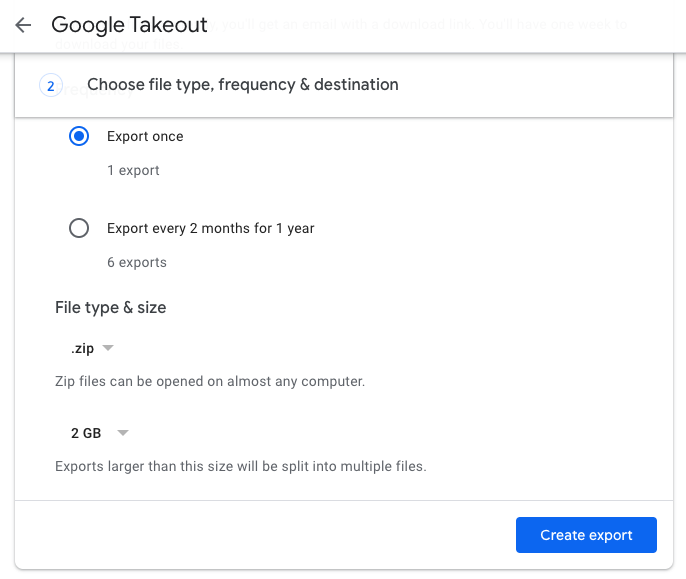 Google Takeout
you'll get an email with a download link. You'll have one week to
download your files.
2 Choose file type, frequency & destination
Export once
1 export
Export every 2 months for 1 year
6 exports
File type & size
.zip
Zip files can be opened on almost any computer.
2 GB
Exports larger than this size will be split into multiple files.
Create export